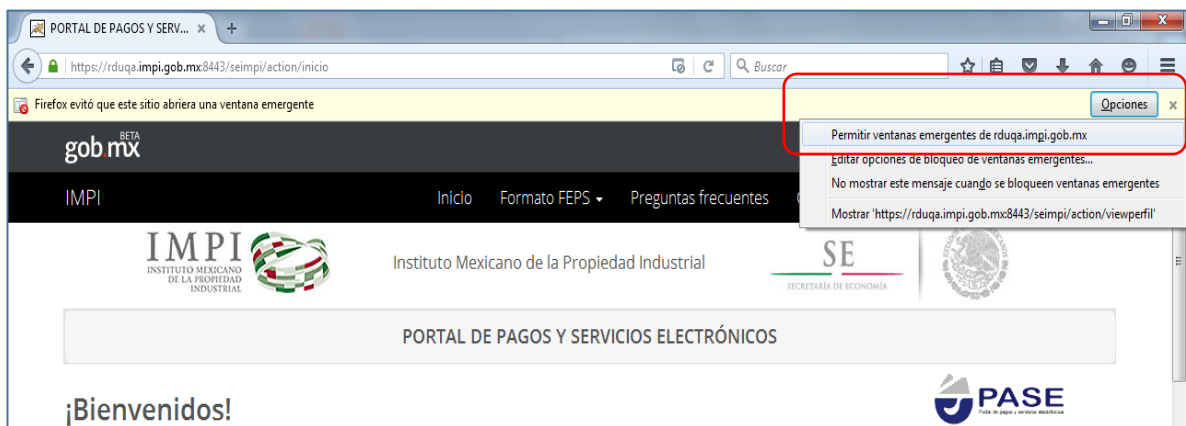 PORTAL DE PAGOS Y SERV...
https://rduqa.impi.gob.mx:8443/seimpi/action/inicio
Buscar
Firefox evitó que este sitio abriera una ventana emergente
Opciones
Permitir ventanas emergentes de rduqa.impi.gob.mx
Editar opciones de bloqueo de ventanas emergentes...
No mostrar este mensaje cuando se bloqueen ventanas emergentes
Mostrar 'https://rduqa.impi.gob.mx:8443/seimpi/action/viewperfil'
gob.mx BETA
IMPI Inicio Formato FEPS Preguntas frecuentes
IMPI
INSTITUTO MEXICANO
DE LA PROPIEDAD
INDUSTRIAL
Instituto Mexicano de la Propiedad Industrial
SE
SECRETARÍA DE ECONOMÍA
PORTAL DE PAGOS Y SERVICIOS ELECTRÓNICOS
¡Bienvenidos!
PASE
Portal de pagos y servicios electrónicos